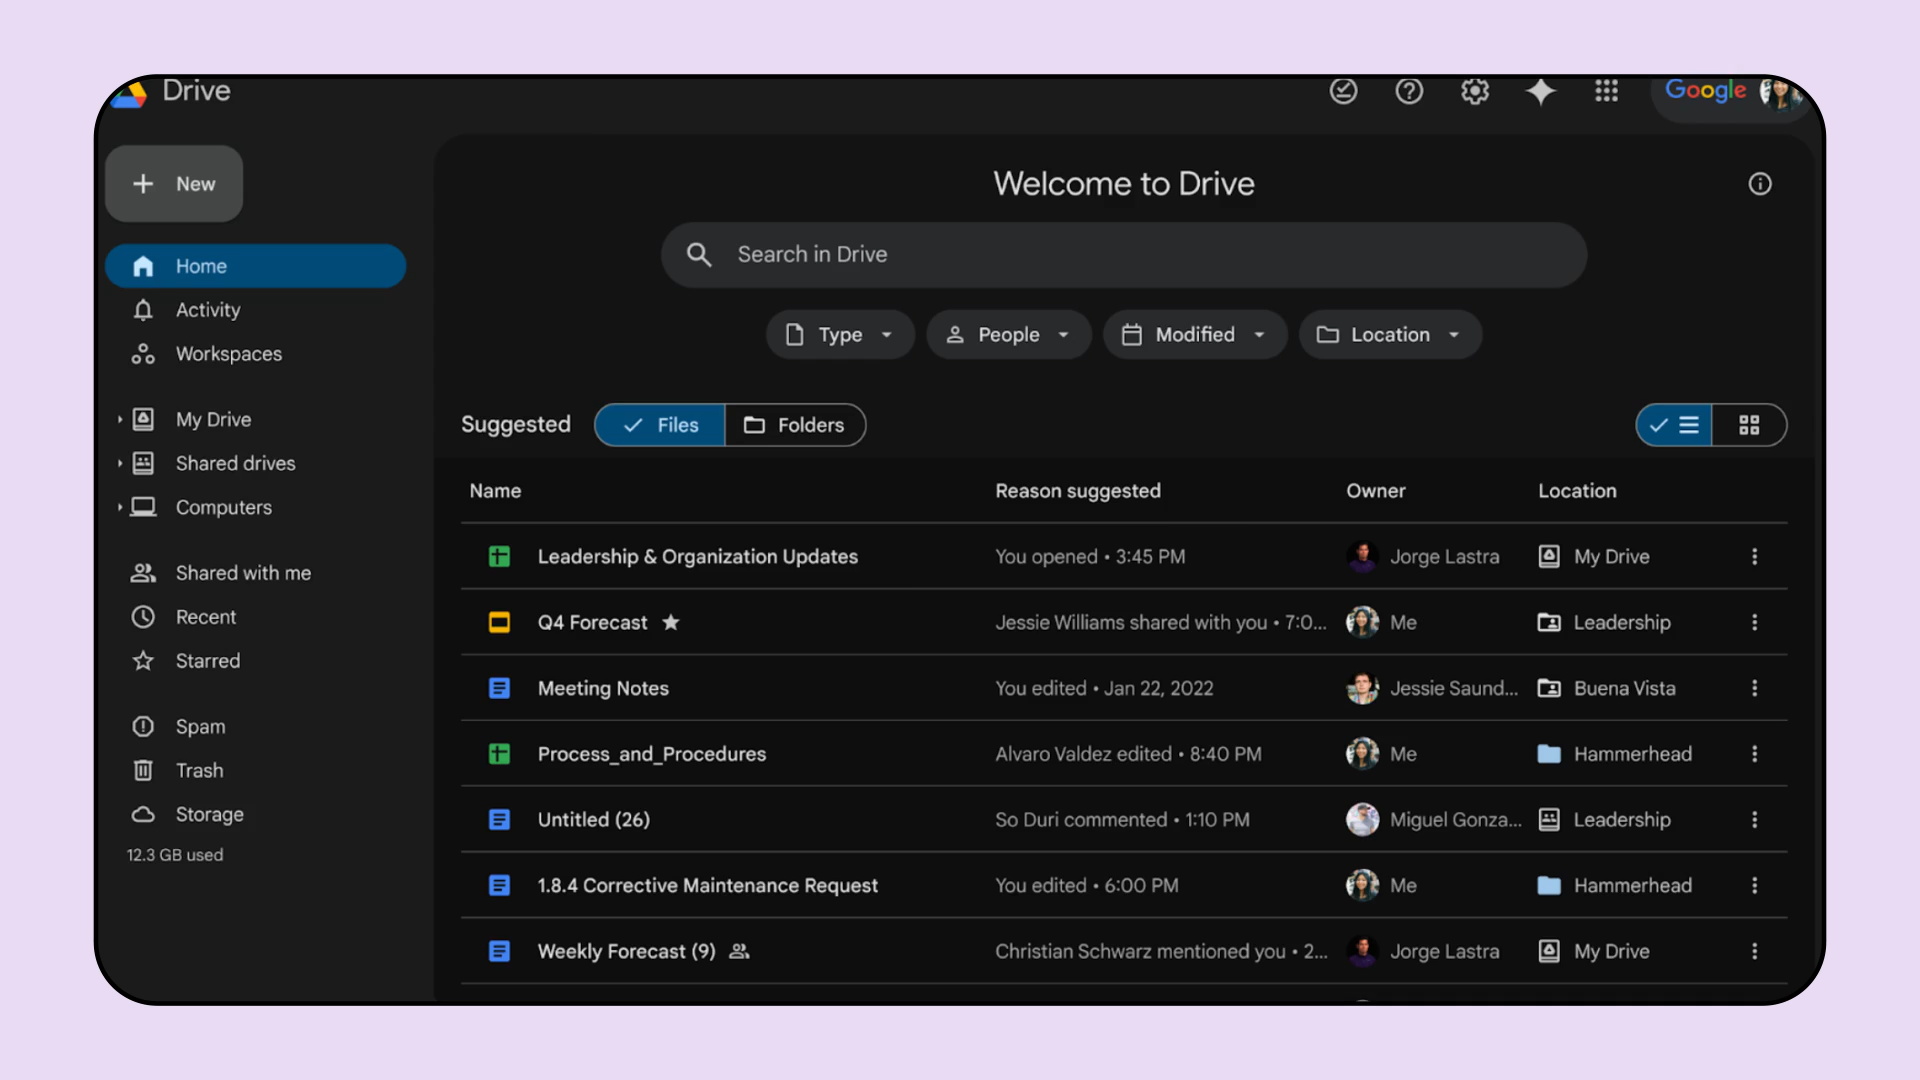 Drive
Google
New
Home
Activity
Workspaces
My Drive
Shared drives
Computers
Shared with me
Recent
Starred
Spam
Trash
Storage
12.3 GB used
Welcome to Drive
Search in Drive
Type People Modified Location
Suggested Files Folders
Name Reason suggested Owner Location
Leadership & Organization Updates You opened • 3:45 PM Jorge Lastra My Drive
Q4 Forecast Jessie Williams shared with you • 7:0... Me Leadership
Meeting Notes You edited • Jan 22, 2022 Jessie Saund... Buena Vista
Process_and_Procedures Alvaro Valdez edited • 8:40 PM Me Hammerhead
Untitled (26) So Duri commented • 1:10 PM Miguel Gonza... Leadership
1.8.4 Corrective Maintenance Request You edited • 6:00 PM Me Hammerhead
Weekly Forecast (9) Christian Schwarz mentioned you • 2... Jorge Lastra My Drive